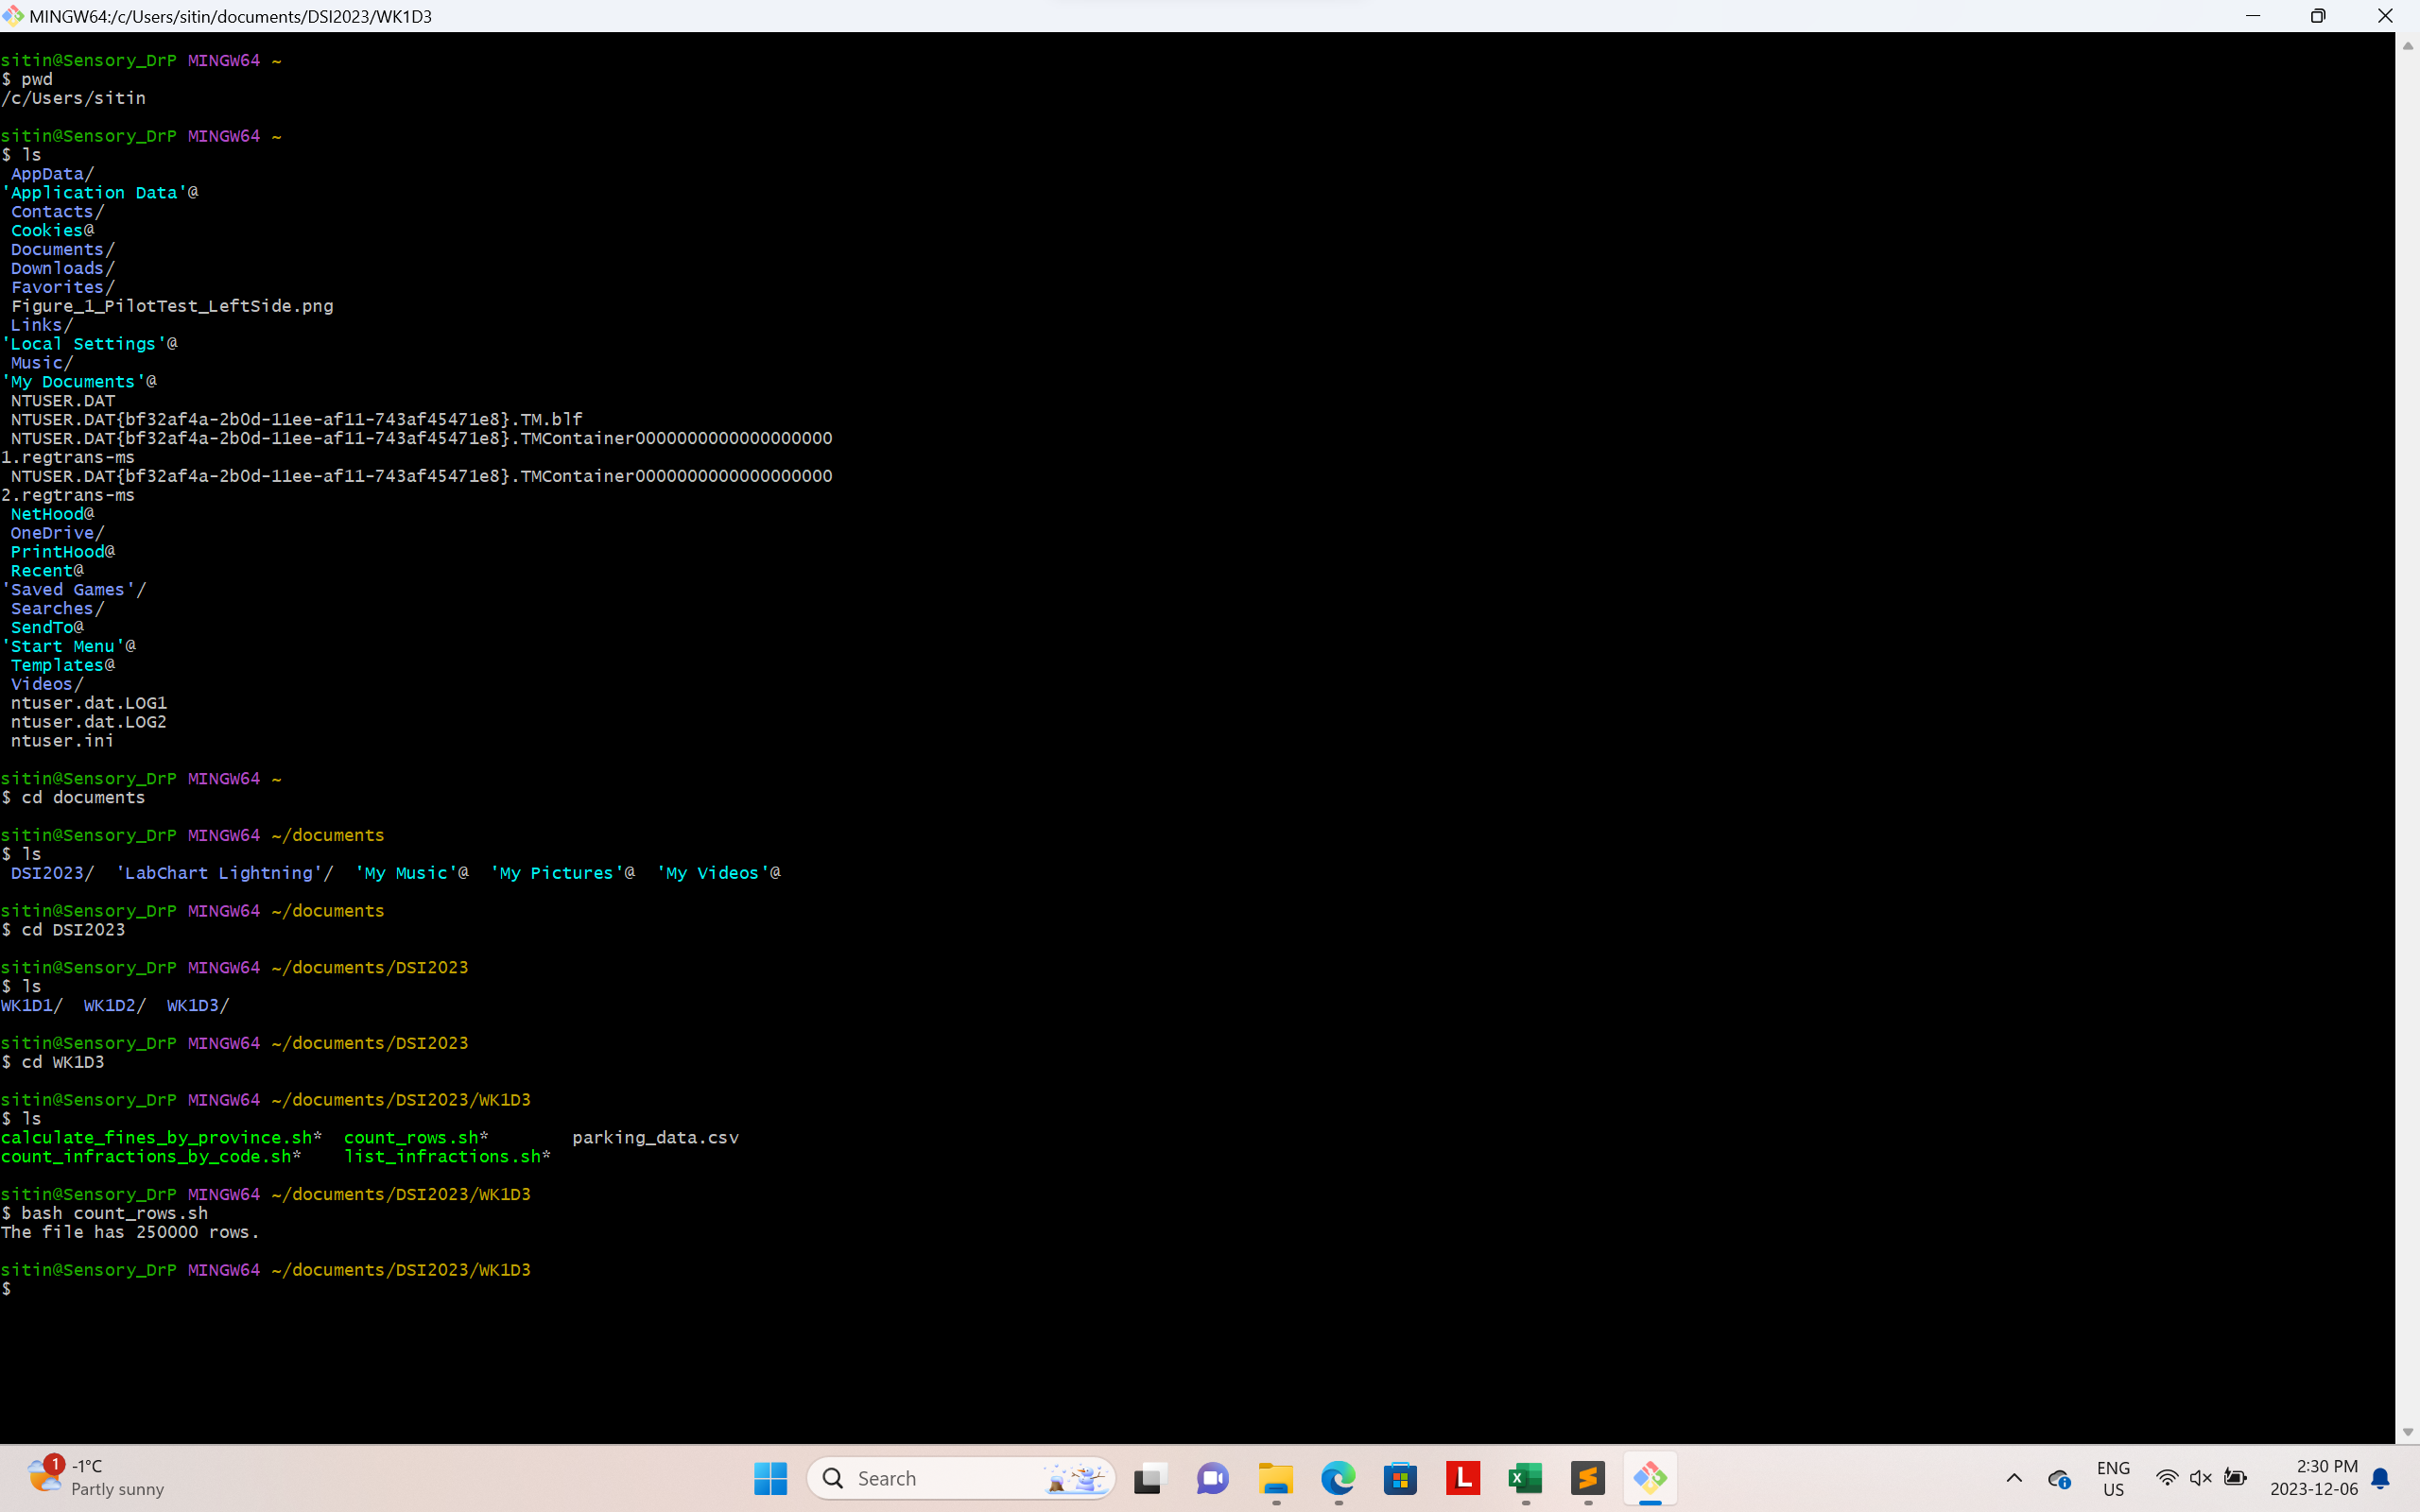 MINGW64:/c/Users/sitin/documents/DSI2023/WK1D3
sitin@Sensory_DrP MINGW64 ~
$ pwd
/c/Users/sitin
sitin@Sensory_DrP MINGW64 ~
$ ls
AppData/
'Application Data'@
Contacts/
Cookies@
Documents/
Downloads/
Favorites/
Figure_1_PilotTest_LeftSide.png
Links/
'Local Settings'@
Music/
'My Documents'@
NTUSER.DAT
NTUSER.DAT{bf32af4a-2b0d-11ee-af11-743af45471e8}.TM.blf
NTUSER.DAT{bf32af4a-2b0d-11ee-af11-743af45471e8}.TMContainer0000000000000000000
1.regtrans-ms
NTUSER.DAT{bf32af4a-2b0d-11ee-af11-743af45471e8}.TMContainer0000000000000000000
2.regtrans-ms
NetHood@
OneDrive/
PrintHood@
Recent@
'Saved Games'/
Searches/
SendTo@
'Start Menu'@
Templates@
Videos/
ntuser.dat.LOG1
ntuser.dat.LOG2
ntuser.ini
sitin@Sensory_DrP MINGW64 ~
$ cd documents
sitin@Sensory_DrP MINGW64 ~/documents
$ ls
DSI2023/  'LabChart Lightning'/  'My Music'@  'My Pictures'@  'My Videos'@
sitin@Sensory_DrP MINGW64 ~/documents
$ cd DSI2023
sitin@Sensory_DrP MINGW64 ~/documents/DSI2023
$ ls
WK1D1/  WK1D2/  WK1D3/
sitin@Sensory_DrP MINGW64 ~/documents/DSI2023
$ cd WK1D3
sitin@Sensory_DrP MINGW64 ~/documents/DSI2023/WK1D3
$ ls
calculate_fines_by_province.sh*  count_rows.sh*  parking_data.csv
count_infractions_by_code.sh*  list_infractions.sh*
sitin@Sensory_DrP MINGW64 ~/documents/DSI2023/WK1D3
$ bash count_rows.sh
The file has 250000 rows.
sitin@Sensory_DrP MINGW64 ~/documents/DSI2023/WK1D3
$
1
-1°C
Partly sunny
Search
L
ENG
US
2:30 PM
2023-12-06